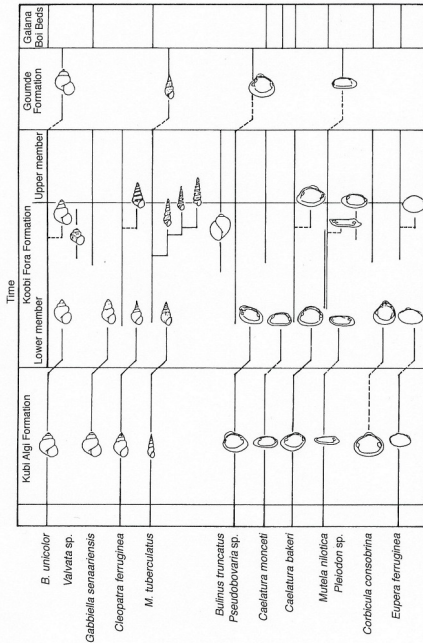 Time
Kubi Algi Formation
Koobi Fora Formation
Lower member
Upper member
Goumde
Formation
Galana
Boi Beds
B. unicolor
Valvata sp.
Gabbiella senaariensis
Cleopatra ferruginea
M. tuberculatus
Bulinus truncatus
Pseudobovaria sp.
Caelatura monceti
Caelatura bakeri
Mutela nilotica
Pleiodon sp.
Corbicula consobrina
Eupera ferruginea